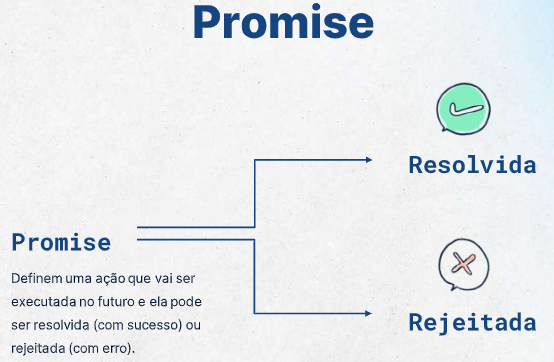 Promise
Resolvida
Promise
Definem uma ação que vai ser
executada no futuro e ela pode
ser resolvida (com sucesso) ou
rejeitada (com erro).
Rejeitada